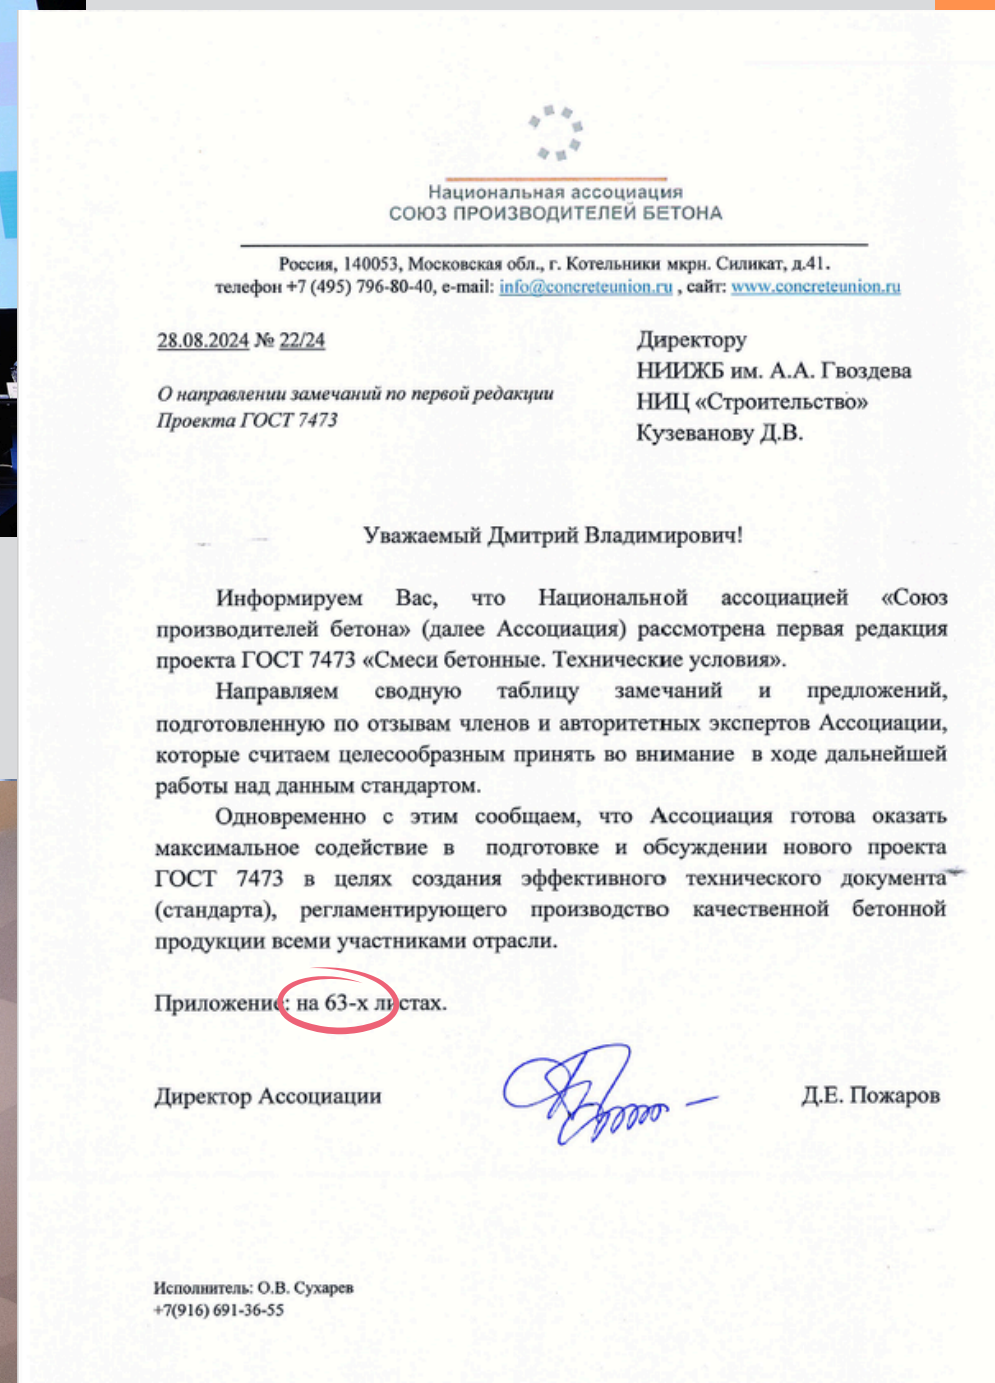 Национальная ассоциация
СОЮЗ ПРОИЗВОДИТЕЛЕЙ БЕТОНА
Россия, 140053, Московская обл., г. Котельники мкрн. Силикат, д.41.
телефон +7 (495) 796-80-40, e-mail: info@concreteunion.ru , сайт: www.concreteunion.ru
28.08.2024 № 22/24
О направлении замечаний по первой редакции
Проекта ГОСТ 7473
Директору
НИИЖБ им. А.А. Гвоздева
НИЦ «Строительство»
Кузеванову Д.В.
Уважаемый Дмитрий Владимирович!
Информируем Вас, что Национальной ассоциацией «Союз
производителей бетона» (далее Ассоциация) рассмотрена первая редакция
проекта ГОСТ 7473 «Смеси бетонные. Технические условия».
Направляем сводную таблицу замечаний и предложений,
подготовленную по отзывам членов и авторитетных экспертов Ассоциации,
которые считаем целесообразным принять во внимание в ходе дальнейшей
работы над данным стандартом.
Одновременно с этим сообщаем, что Ассоциация готова оказать
максимальное содействие в подготовке и обсуждении нового проекта
ГОСТ 7473 в целях создания эффективного технического документа
(стандарта), регламентирующего производство качественной бетонной
продукции всеми участниками отрасли.
Приложение: на 63-х листах.
Директор Ассоциации Д.Е. Пожаров
Исполнитель: О.В. Сухарев
+7(916) 691-36-55